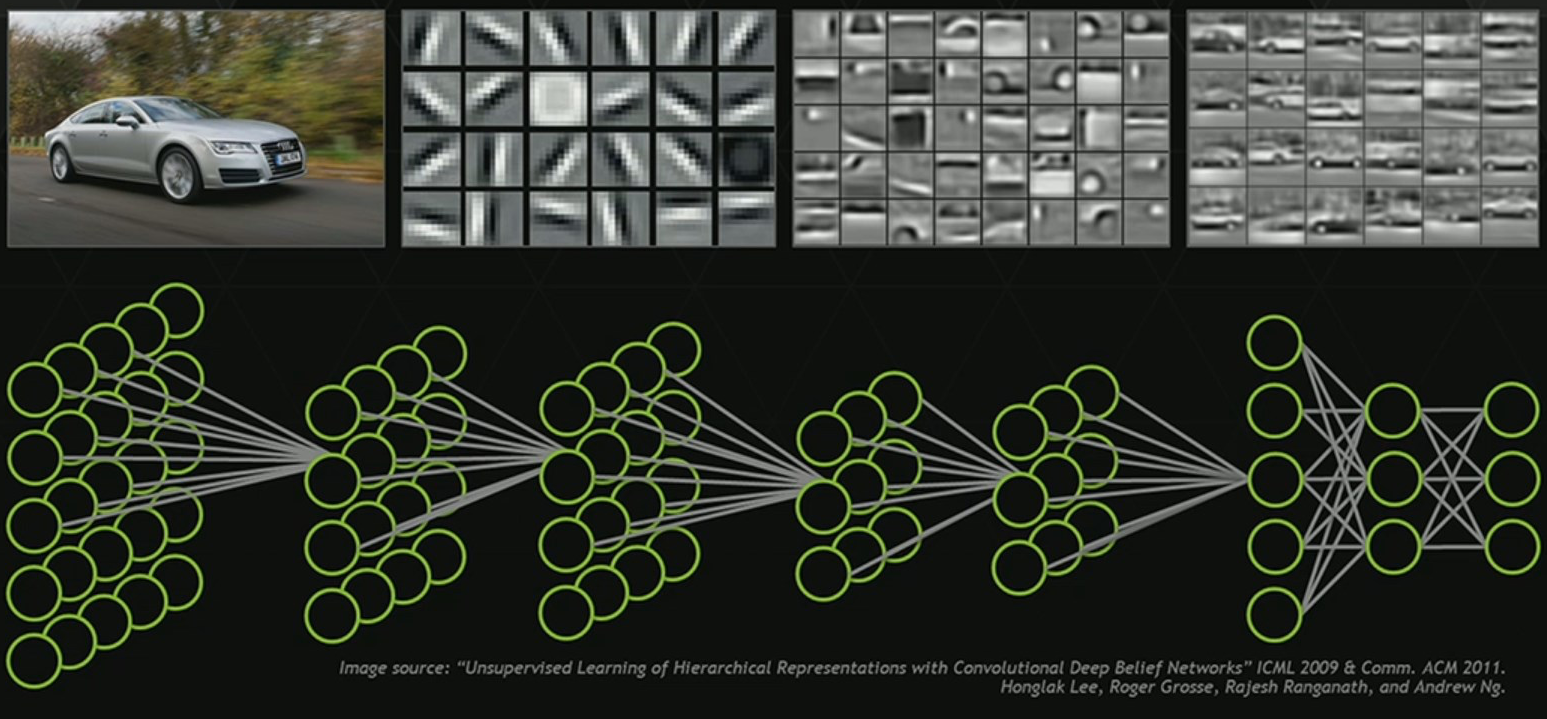 Image source: “Unsupervised Learning of Hierarchical Representations with Convolutional Deep Belief Networks” ICML 2009 & Comm. ACM 2011.
Honglak Lee, Roger Grosse, Rajesh Ranganath, and Andrew Ng.